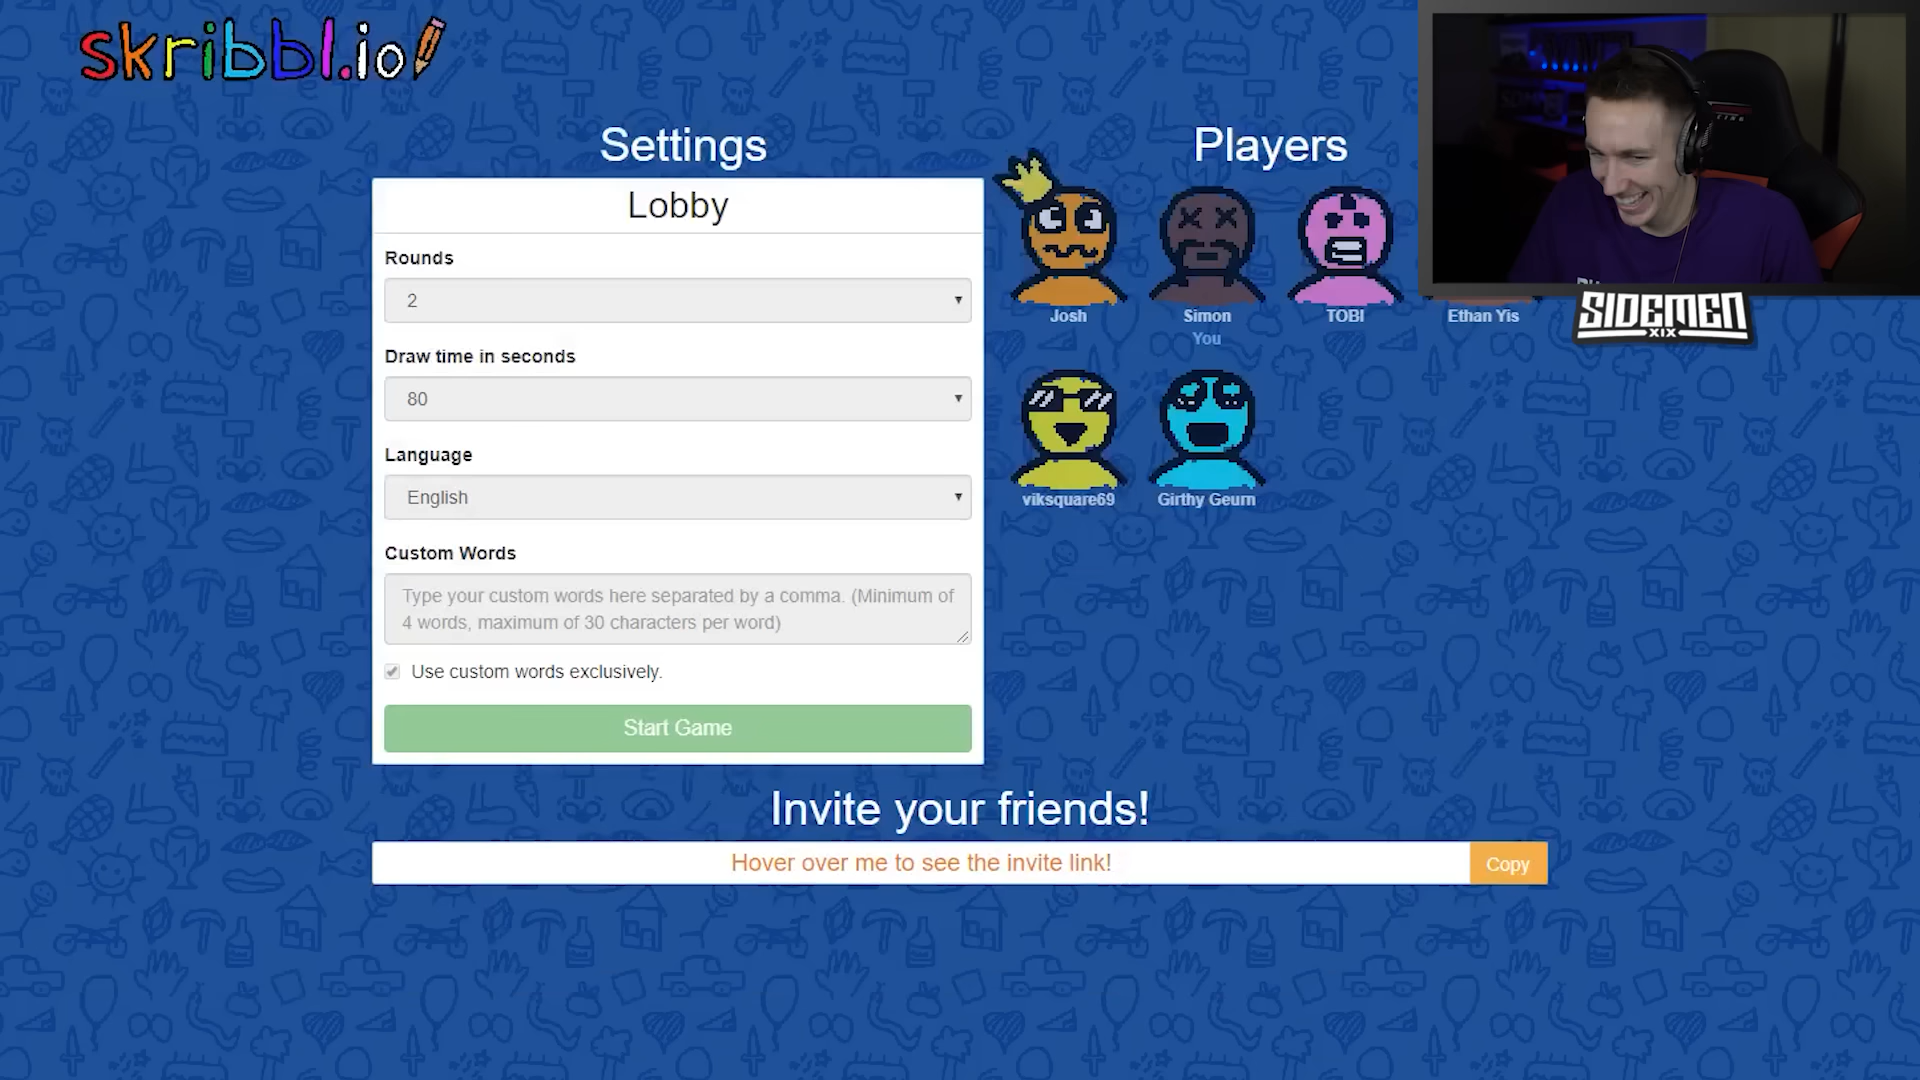 skribbl.io
Settings
Players
Lobby
Rounds
2
Draw time in seconds
80
Language
English
Custom Words
Type your custom words here separated by a comma. (Minimum of
4 words, maximum of 30 characters per word)
Use custom words exclusively.
Start Game
Josh
Simon
You
TOBI
Ethan Yis
viksquare69
Girthy Geurn
SIDEMEN
XIX
Invite your friends!
Hover over me to see the invite link!
Copy